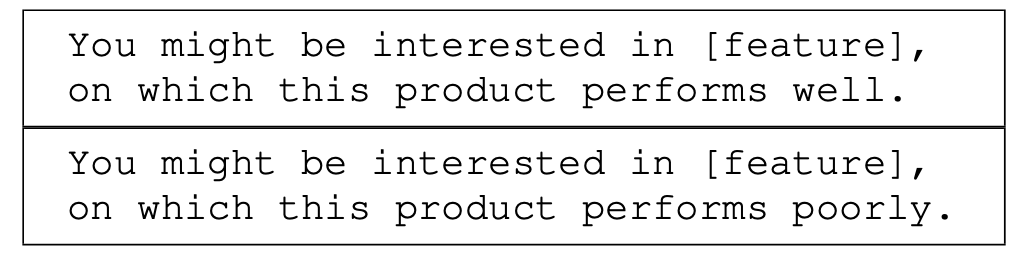 You might be interested in [feature],
on which this product performs well.
You might be interested in [feature],
on which this product performs poorly.